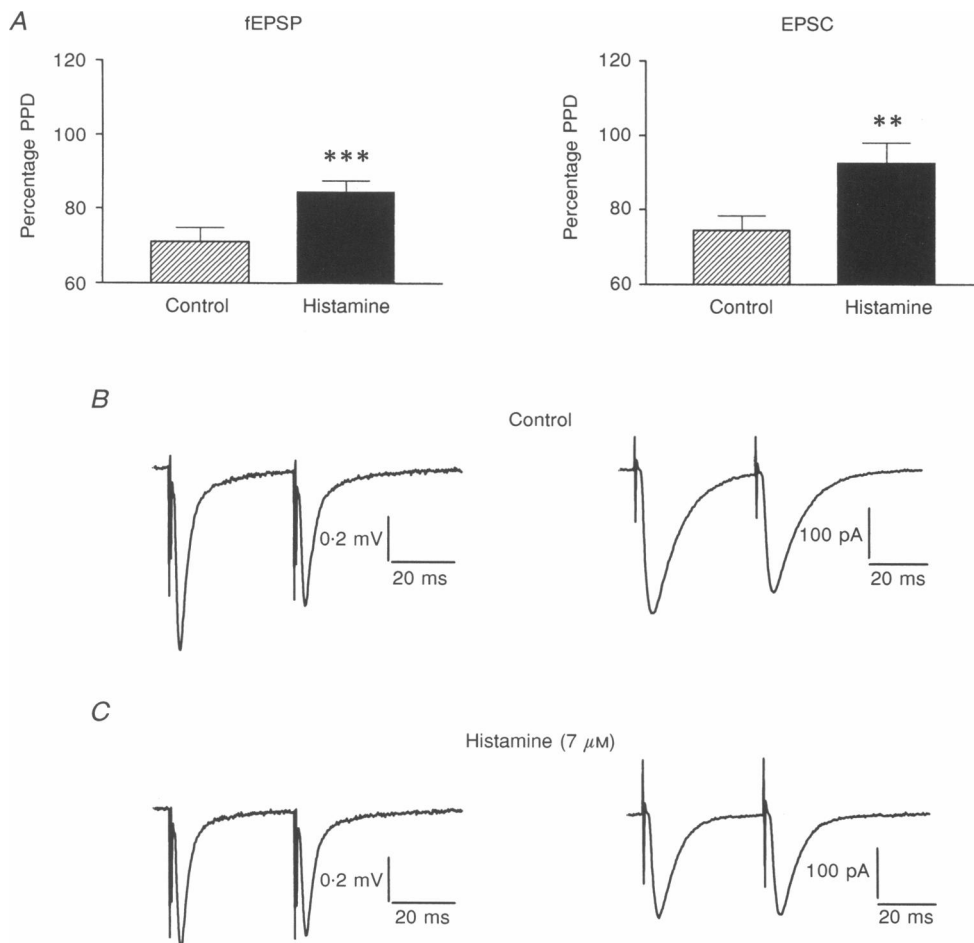 A
fEPSP
EPSC
Percentage PPD
120
100
80
60
***
Control
Histamine
Percentage PPD
120
100
80
60
**
Control
Histamine
B
Control
0·2 mV
20 ms
100 pA
20 ms
C
Histamine (7 μM)
0·2 mV
20 ms
100 pA
20 ms